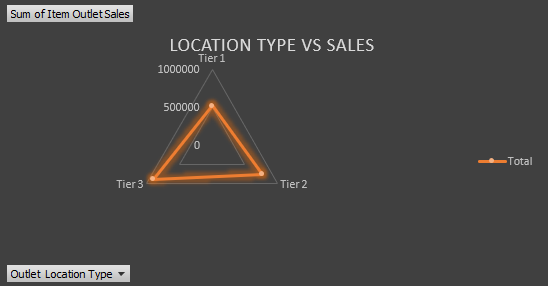 Sum of Item Outlet Sales
LOCATION TYPE VS SALES
Tier 1
1000000
500000
0
Tier 3
Tier 2
Total
Outlet Location Type